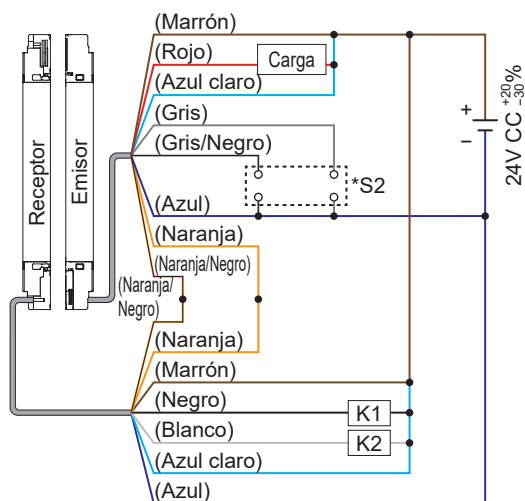 (Marrón)
(Rojo)
Carga
(Azul claro)
(Gris)
(Gris/Negro)
*S2
(Azul)
(Naranja)
(Naranja/Negro)
(Naranja/
Negro)
(Naranja)
(Marrón)
(Negro)
K1
(Blanco)
K2
(Azul claro)
(Azul)
Receptor
Emisor
+
−
24V CC +20 −30 %